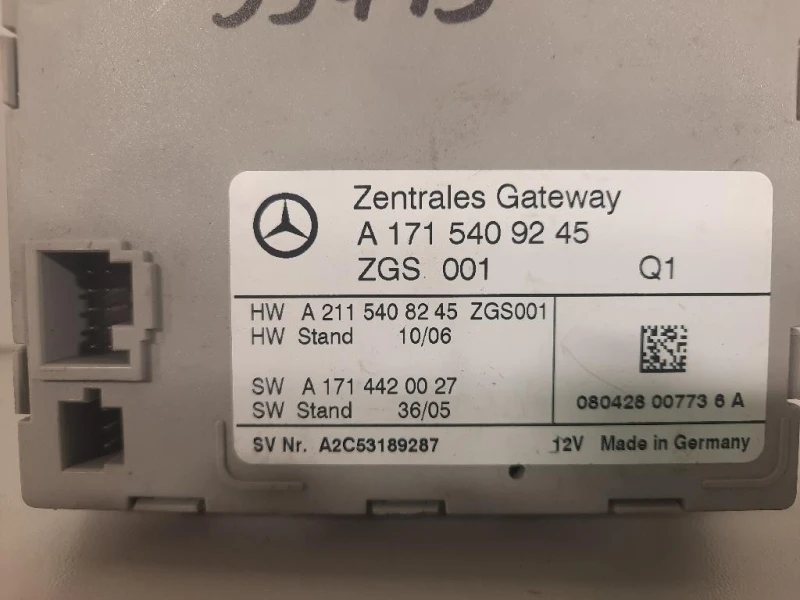 Zentrales Gateway
A 171 540 92 45
ZGS 001 Q1
HW A 211 540 82 45 ZGS001
HW Stand 10/06
SW A 171 442 00 27
SW Stand 36/05
080428 00773 6 A
SV Nr. A2C53189287 12V Made in Germany